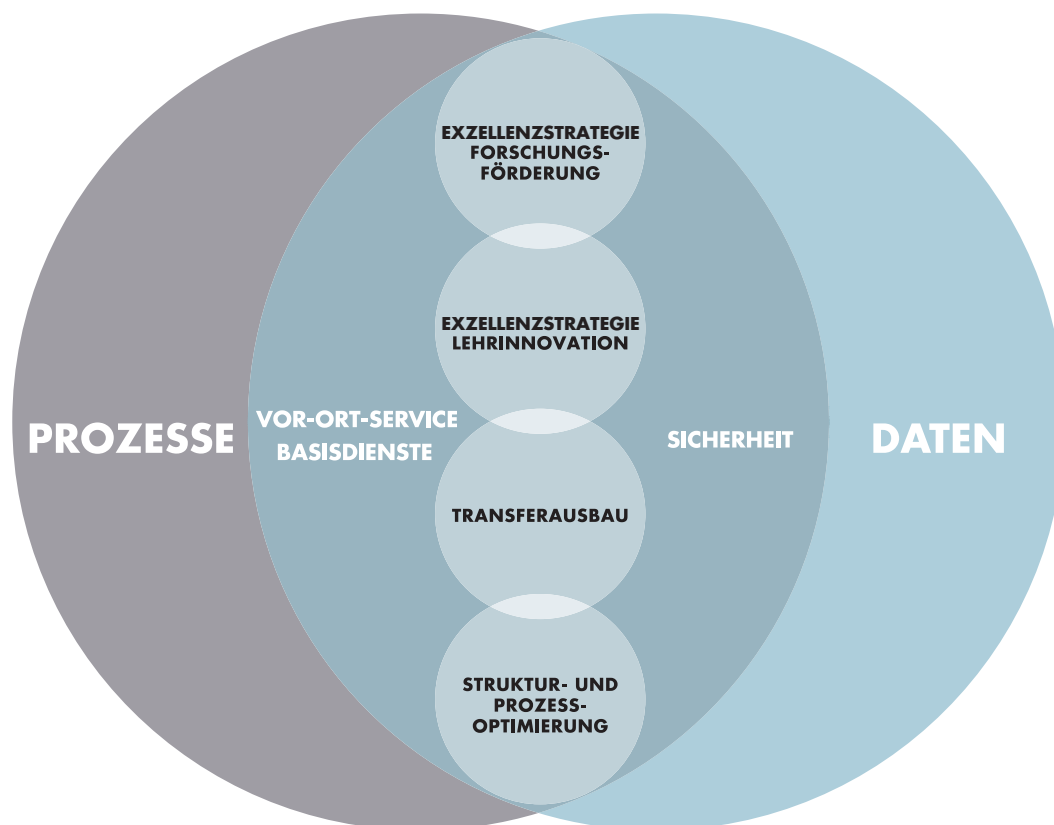 EXZELLENZSTRATEGIE
FORSCHUNGS-
FÖRDERUNG
EXZELLENZSTRATEGIE
LEHRINNOVATION
PROZESSE
VOR-ORT-SERVICE
BASISDIENSTE
SICHERHEIT
DATEN
TRANSFERAUSBAU
STRUKTUR- UND
PROZESS-
OPTIMIERUNG